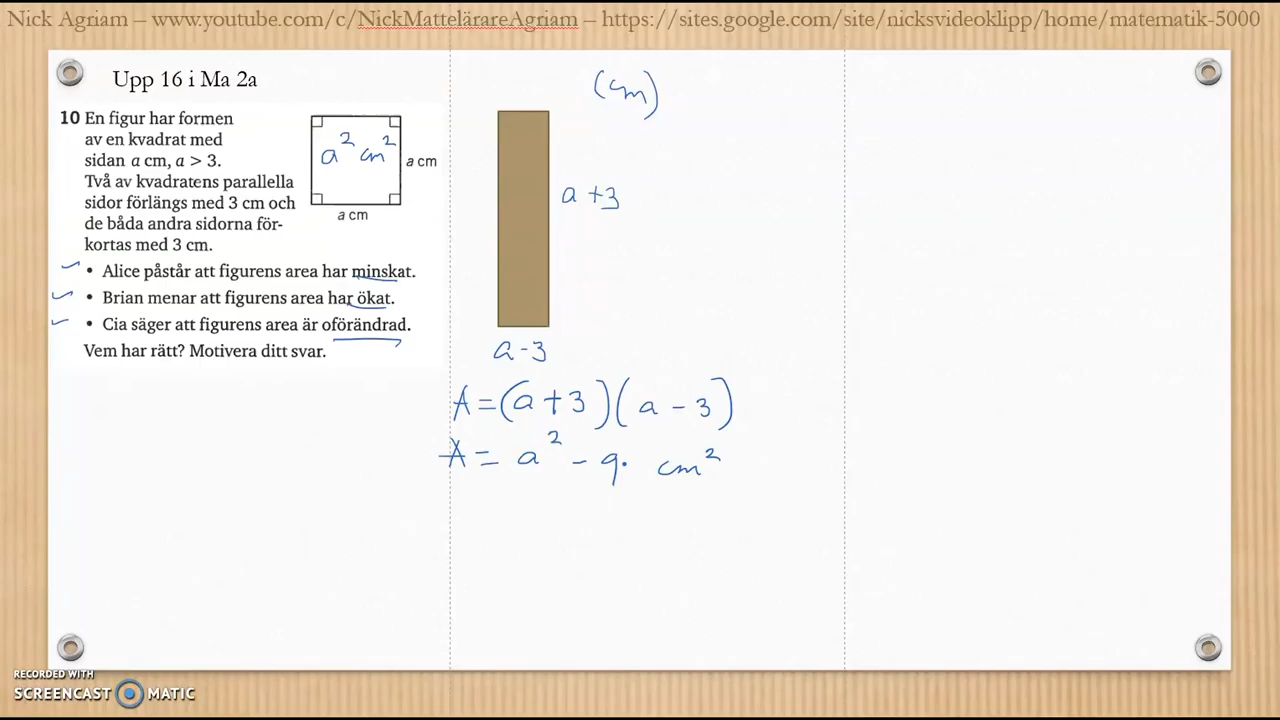 Nick Agriam – www.youtube.com/c/NickMattelärareAgriam – https://sites.google.com/site/nicksvideoklipp/home/matematik-5000
Upp 16 i Ma 2a
10 En figur har formen
av en kvadrat med
sidan a cm, a > 3.
Två av kvadratens parallella
sidor förlängs med 3 cm och
de båda andra sidorna för-
kortas med 3 cm.
• Alice påstår att figurens area har minskat.
• Brian menar att figurens area har ökat.
• Cia säger att figurens area är oförändrad.
Vem har rätt? Motivera ditt svar.
a² cm²
a cm
a cm
(cm)
a + 3
a - 3
A = (a + 3)(a - 3)
A = a² - 9. cm²
RECORDED WITH
SCREENCAST MATIC